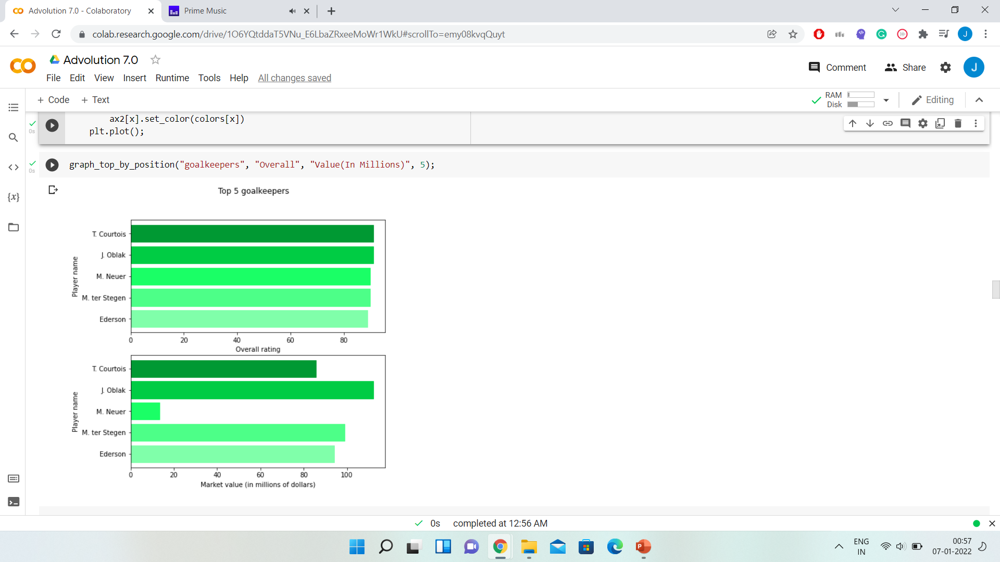 Advolution 7.0 - Colaboratory
Prime Music
colab.research.google.com/drive/1O6YQtddaT5VNu_E6LbaZRxeeMoWr1WkU#scrollTo=emy08kvqQuyt
J
Advolution 7.0
Comment
Share
J
File Edit View Insert Runtime Tools Help All changes saved
+ Code + Text
RAM
Disk
Editing
ax2[x].set_color(colors[x])
0s
plt.plot();
graph_top_by_position("goalkeepers", "Overall", "Value(In Millions)", 5);
0s
{x}
Top 5 goalkeepers
Player name
T. Courtois
J. Oblak
M. Neuer
M. ter Stegen
Ederson
0 20 40 60 80
Overall rating
Player name
T. Courtois
J. Oblak
M. Neuer
M. ter Stegen
Ederson
0 20 40 60 80 100
Market value (in millions of dollars)
0s completed at 12:56 AM
ENG
IN
00:57
07-01-2022